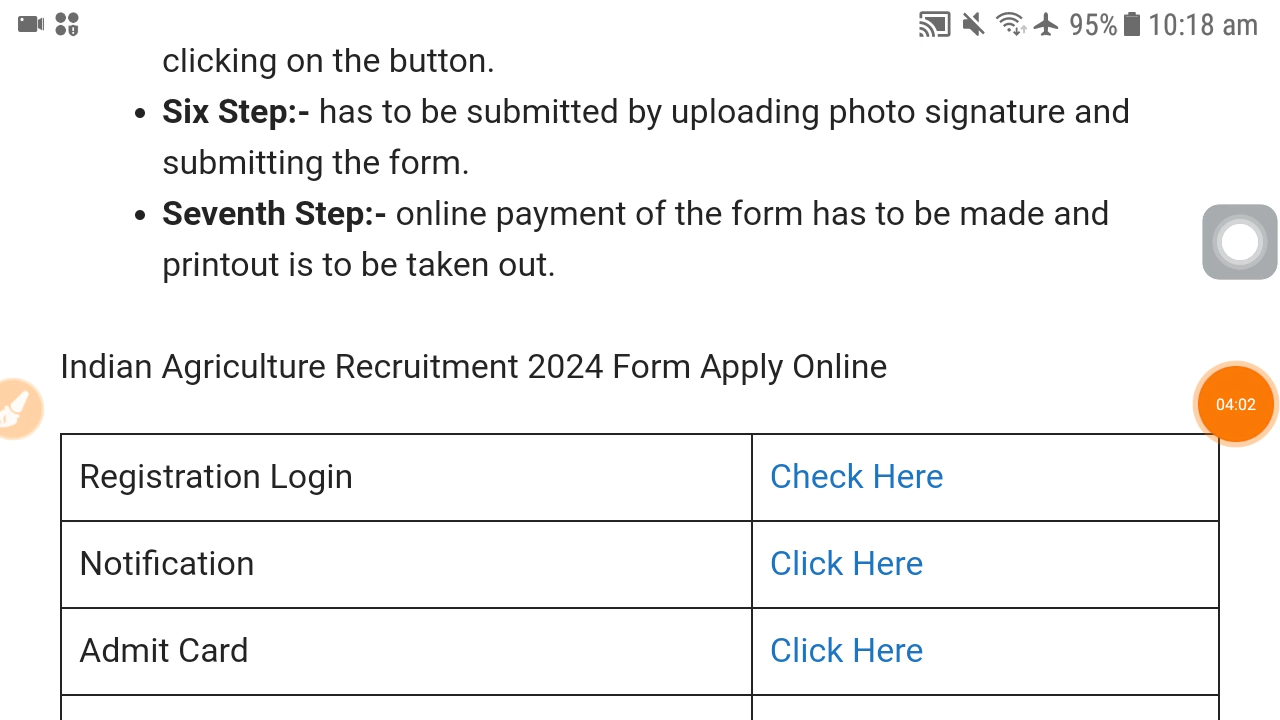 95% 10:18 am
clicking on the button.
• Six Step:- has to be submitted by uploading photo signature and
submitting the form.
• Seventh Step:- online payment of the form has to be made and
printout is to be taken out.
Indian Agriculture Recruitment 2024 Form Apply Online
04:02
Registration Login Check Here
Notification Click Here
Admit Card Click Here